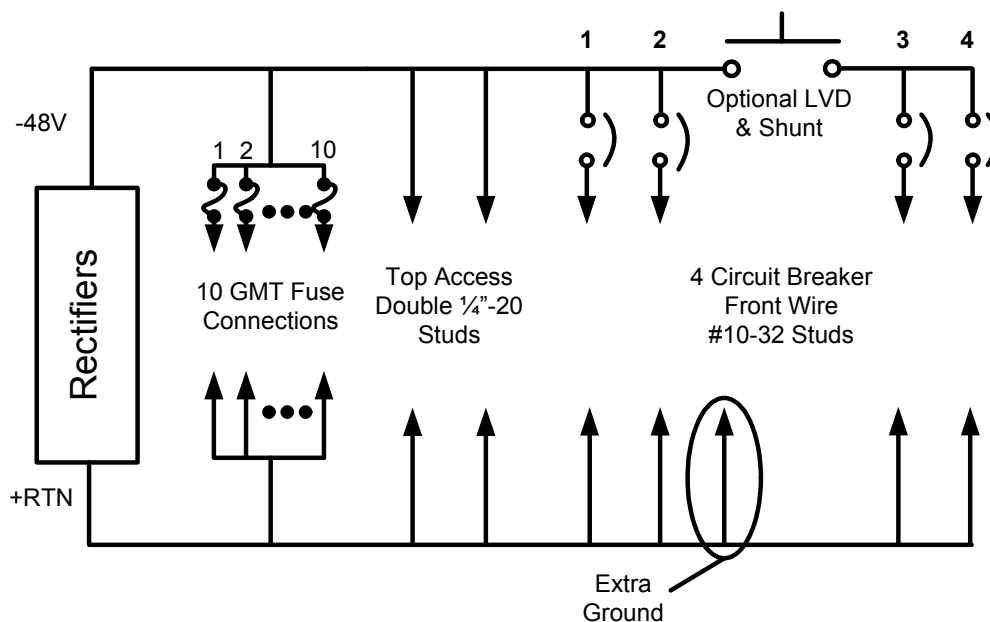 1
2
3
4
-48V
Optional LVD
& Shunt
1
2
10
Rectifiers
10 GMT Fuse
Connections
Top Access
Double ¼”-20
Studs
4 Circuit Breaker
Front Wire
#10-32 Studs
+RTN
Extra
Ground